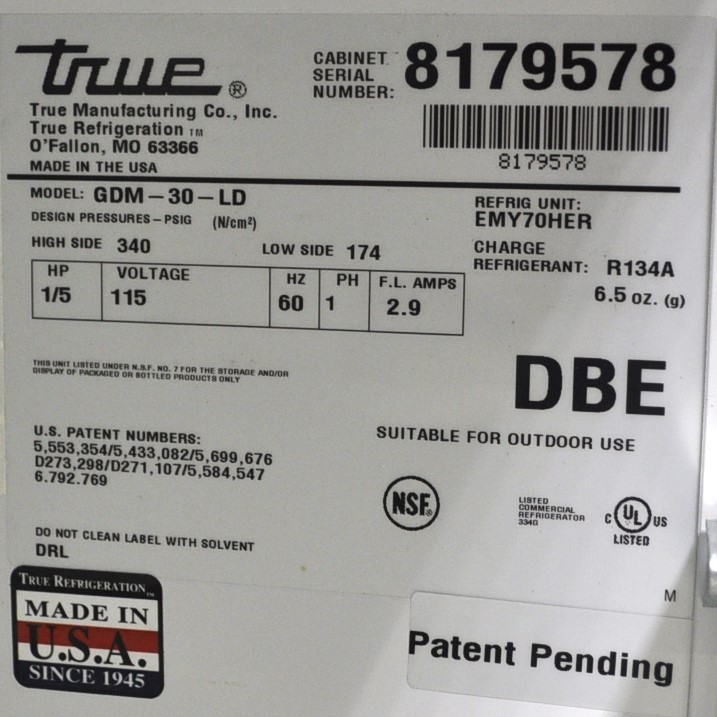 true®
True Manufacturing Co., Inc.
True Refrigeration TM
O'Fallon, MO 63366
MADE IN THE USA
CABINET
SERIAL
NUMBER: 8179578
8179578
MODEL: GDM–30–LD
DESIGN PRESSURES–PSIG (N/cm²)
HIGH SIDE 340 LOW SIDE 174
REFRIG UNIT:
EMY70HER
CHARGE
REFRIGERANT: R134A
6.5 oz. (g)
HP VOLTAGE HZ PH F.L. AMPS
1/5 115 60 1 2.9
THIS UNIT LISTED UNDER N.S.F. NO. 7 FOR THE STORAGE AND/OR
DISPLAY OF PACKAGED OR BOTTLED PRODUCTS ONLY
DBE
SUITABLE FOR OUTDOOR USE
U.S. PATENT NUMBERS:
5,553,354/5,433,082/5,699,676
D273,298/D271,107/5,584,547
6.792.769
NSF®
LISTED
COMMERCIAL
REFRIGERATOR
334G
C UL US
LISTED
DO NOT CLEAN LABEL WITH SOLVENT
DRL
M
TRUE REFRIGERATION TM
MADE IN
U.S.A.
SINCE 1945
Patent Pending